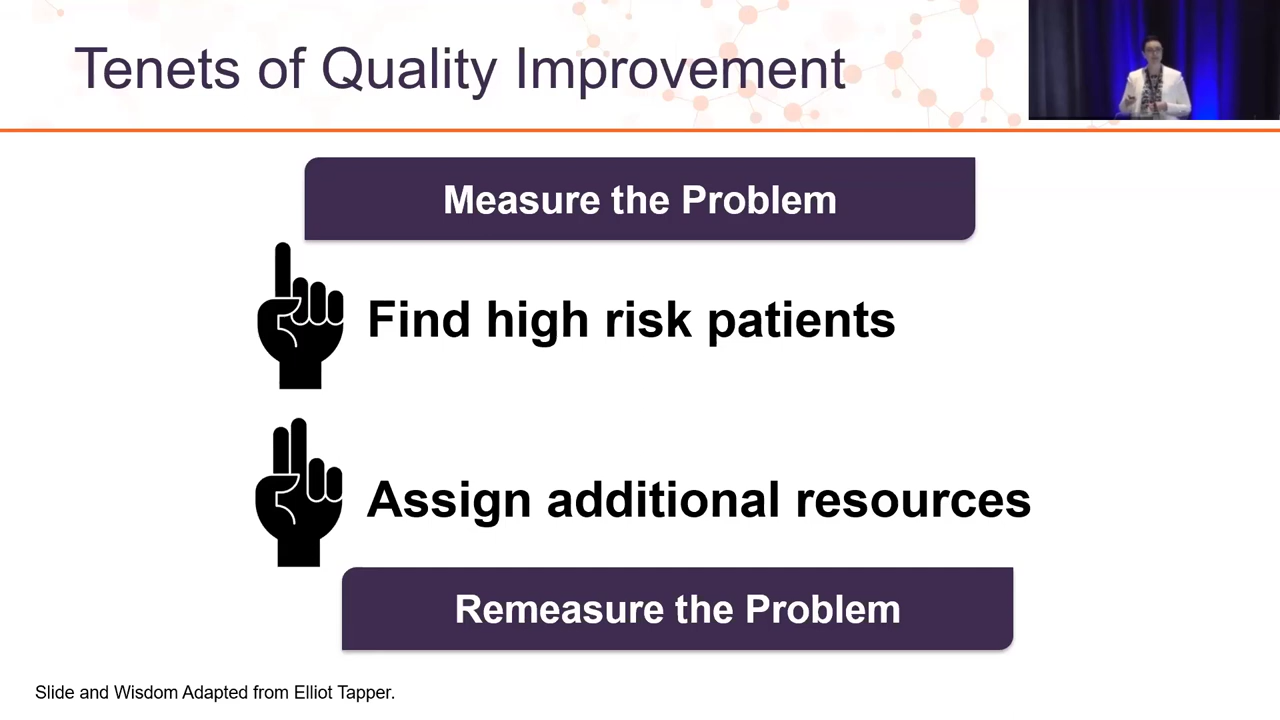 Tenets of Quality Improvement
Measure the Problem
Find high risk patients
Assign additional resources
Remeasure the Problem
Slide and Wisdom Adapted from Elliot Tapper.